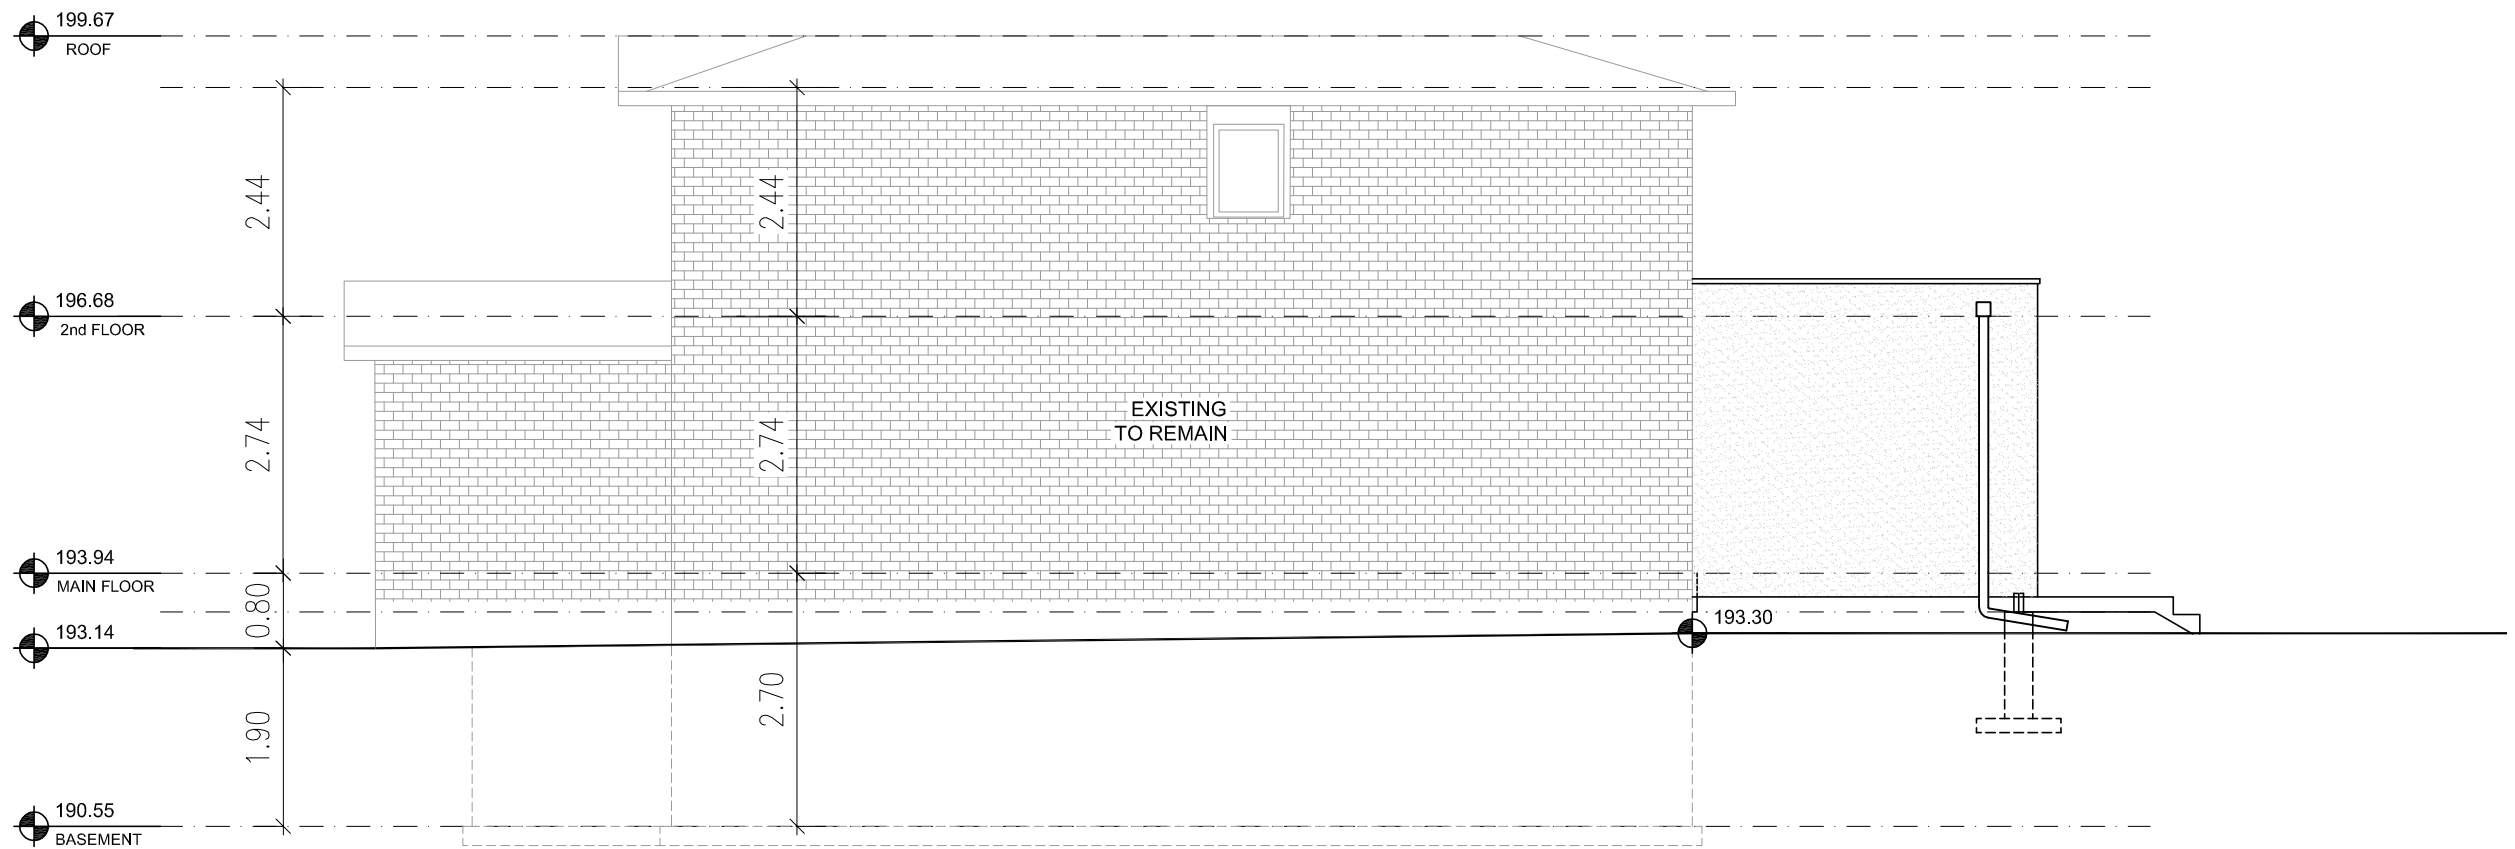 199.67
ROOF
2.44
2.44
196.68
2nd FLOOR
EXISTING
TO REMAIN
2.74
2.74
193.94
MAIN FLOOR
0.80
193.14
193.30
2.70
1.90
190.55
BASEMENT